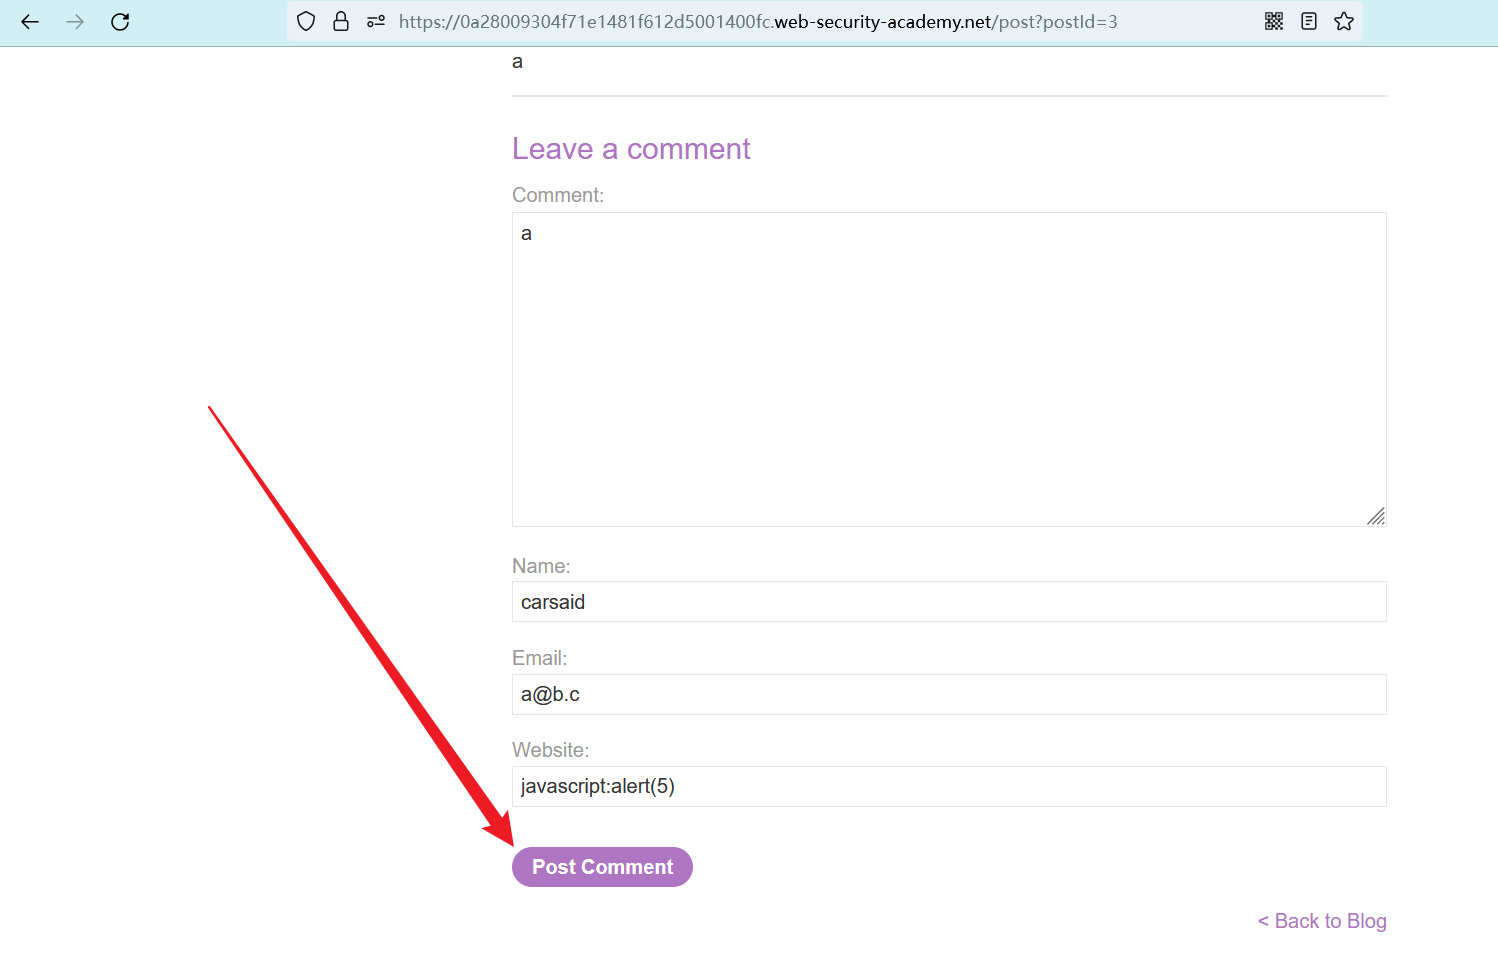 https://0a28009304f71e1481f612d5001400fc.web-security-academy.net/post?postId=3
a
Leave a comment
Comment:
a
Name:
carsaid
Email:
a@b.c
Website:
javascript:alert(5)
Post Comment
< Back to Blog